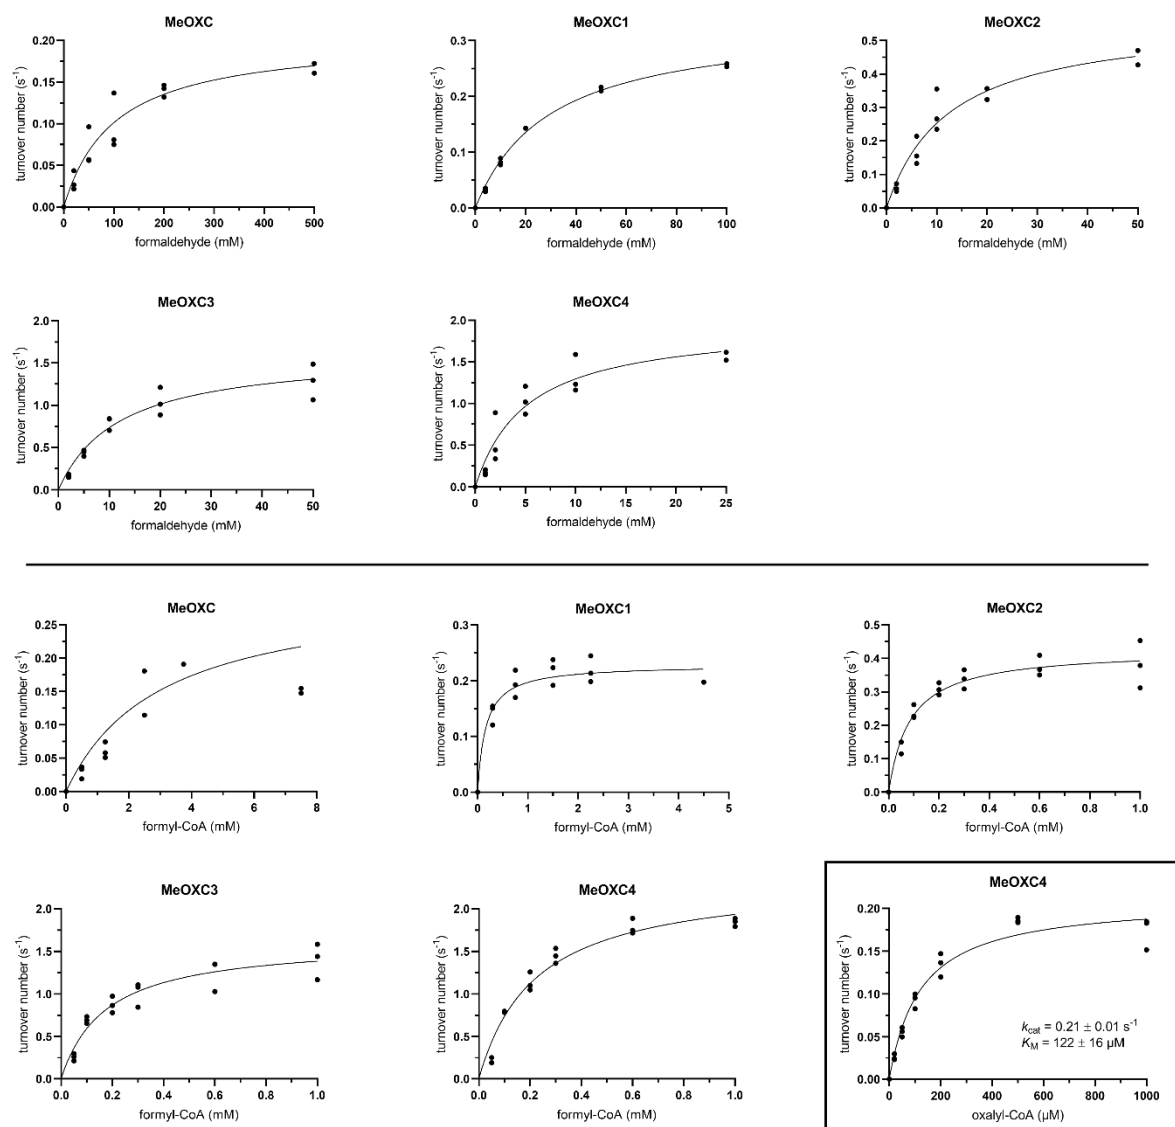 MeOXC
turnover number (s⁻¹)
0.20
0.15
0.10
0.05
0.00
0 100 200 300 400 500
formaldehyde (mM)
MeOXC1
turnover number (s⁻¹)
0.3
0.2
0.1
0.0
0 20 40 60 80 100
formaldehyde (mM)
MeOXC2
turnover number (s⁻¹)
0.5
0.4
0.3
0.2
0.1
0.0
0 10 20 30 40 50
formaldehyde (mM)
MeOXC3
turnover number (s⁻¹)
2.0
1.5
1.0
0.5
0.0
0 10 20 30 40 50
formaldehyde (mM)
MeOXC4
turnover number (s⁻¹)
2.0
1.5
1.0
0.5
0.0
0 5 10 15 20 25
formaldehyde (mM)
MeOXC
turnover number (s⁻¹)
0.25
0.20
0.15
0.10
0.05
0.00
0 2 4 6 8
formyl-CoA (mM)
MeOXC1
turnover number (s⁻¹)
0.3
0.2
0.1
0.0
0 1 2 3 4 5
formyl-CoA (mM)
MeOXC2
turnover number (s⁻¹)
0.5
0.4
0.3
0.2
0.1
0.0
0.0 0.2 0.4 0.6 0.8 1.0
formyl-CoA (mM)
MeOXC3
turnover number (s⁻¹)
2.0
1.5
1.0
0.5
0.0
0.0 0.2 0.4 0.6 0.8 1.0
formyl-CoA (mM)
MeOXC4
turnover number (s⁻¹)
2.0
1.5
1.0
0.5
0.0
0.0 0.2 0.4 0.6 0.8 1.0
formyl-CoA (mM)
MeOXC4
turnover number (s⁻¹)
0.20
0.15
0.10
0.05
0.00
kcat = 0.21 ± 0.01 s⁻¹
KM = 122 ± 16 µM
0 200 400 600 800 1000
oxalyl-CoA (µM)